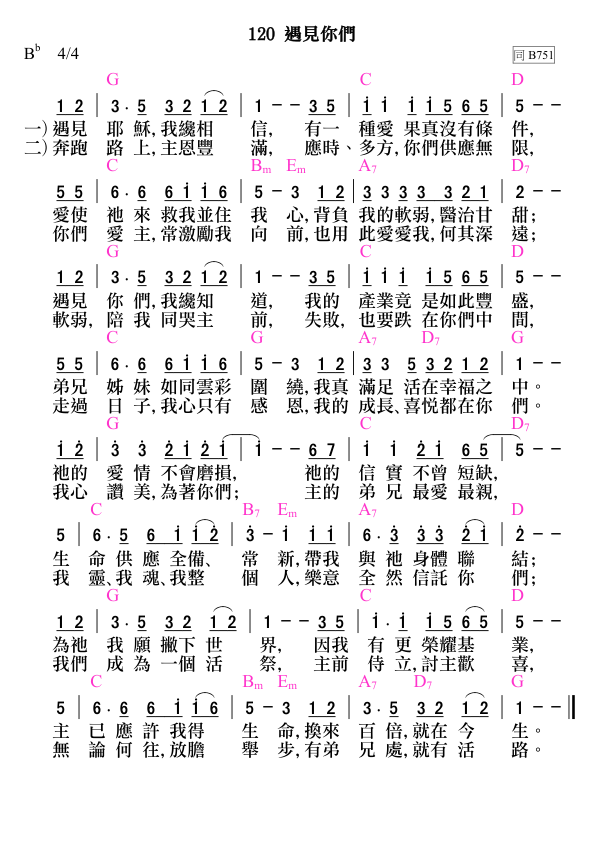 120 遇見你們
B♭ 4/4 同 B751
G C D
1 2 | 3 · 5 3 2 1 2 | 1 - - 3 5 | i i i i 5 6 5 | 5 - -
一）遇見 耶 穌，我纔相 信， 有一 種愛 果真沒有條 件，
二）奔跑 路 上，主恩豐 滿， 應時、多方，你們供應無 限，
C Bm Em A7 D7
5 5 | 6 · 6 6 i i 6 | 5 - 3 1 2 | 3 3 3 3 3 2 1 | 2 - -
愛使 祂 來 救我並住 我 心，背負 我的軟弱，醫治甘 甜；
你們 愛 主，常激勵我 向 前，也用 此愛愛我，何其深 遠；
G C D
1 2 | 3 · 5 3 2 1 2 | 1 - - 3 5 | i i i i 5 6 5 | 5 - -
遇見 你 們，我纔知 道， 我的 產業竟 是如此豐 盛，
軟弱，陪 我 同哭主 前， 失敗，也要跌 在你們中 間，
C G A7 D7 G
5 5 | 6 · 6 6 i i 6 | 5 - 3 1 2 | 3 3 5 3 2 1 2 | 1 - -
弟兄 姊 妹 如同雲彩 圍 繞，我真 滿足 活在幸福之 中。
走過 日 子，我心只有 感 恩，我的 成長、喜悅都在你 們。
G C D7
i 2 | 3 3 2 i 2 i | i - - 6 7 | i i 2 i 6 5 | 5 - -
祂的 愛 情 不會磨損， 祂的 信 實 不曾 短缺，
我心 讚 美，為著你們； 主的 弟 兄 最愛 最親，
C B7 Em A7 D
5 | 6 · 5 6 i i 2 | 3 - i i i | 6 · 3 3 3 2 i | 2 - -
生 命 供 應 全備、 常 新，帶我 與 祂 身體 聯 結；
我 靈、我 魂、我整 個 人，樂意 全 然 信託 你 們；
G C D
1 2 | 3 · 5 3 2 1 2 | 1 - - 3 5 | i · i i 5 6 5 | 5 - -
為祂 我 願 撇下 世 界， 因我 有 更 榮耀基 業，
我們 成 為 一個 活 祭， 主前 侍 立，討主歡 喜，
C Bm Em A7 D7 G
5 | 6 · 6 6 i i 6 | 5 - 5 1 2 | 3 · 5 3 2 1 2 | 1 - -
主 已 應 許 我得 生 命，換來 百 倍，就在 今 生。
無 論 何 往，放膽 舉 步，有弟 兄 處，就有 活 路。